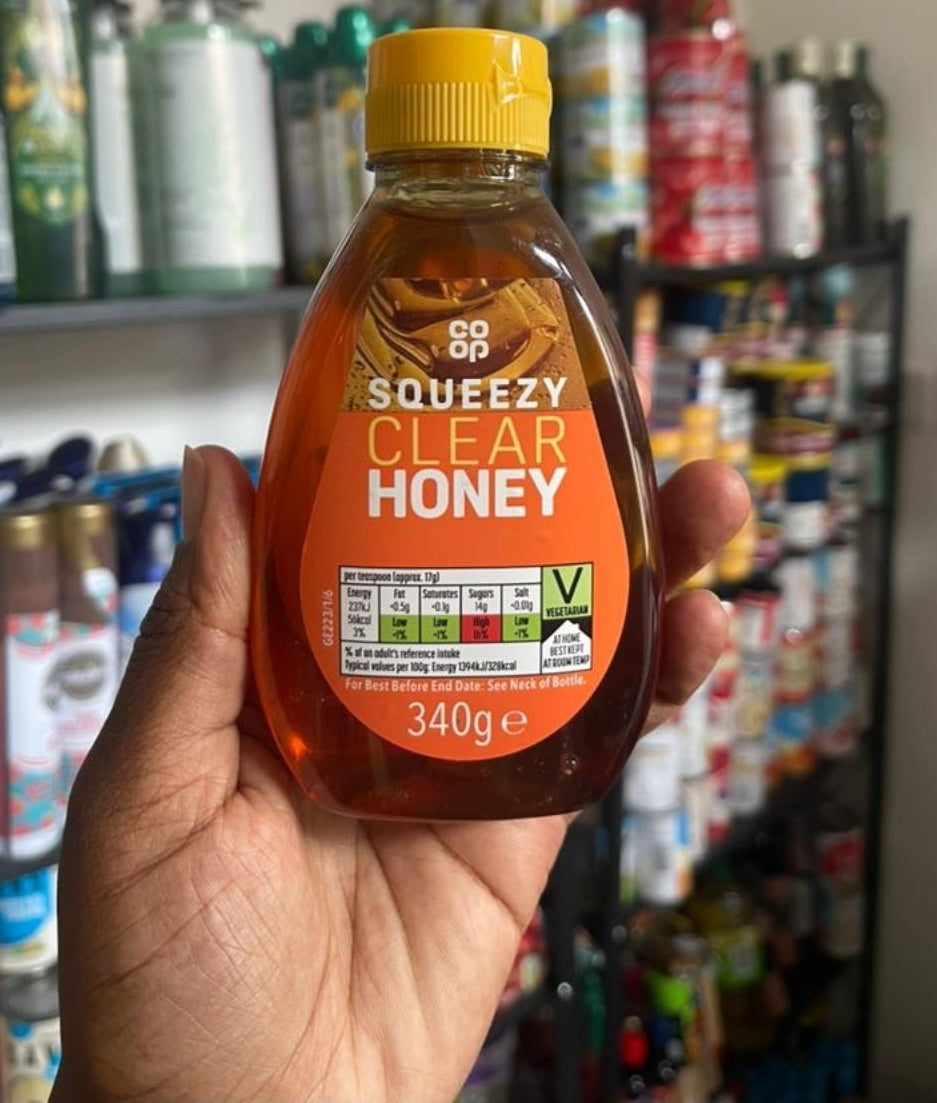 CO
OP
SQUEEZY
CLEAR
HONEY
per teaspoon (approx. 17g)
Energy Fat Saturates Sugars Salt
237kJ <0.5g <0.1g 14g <0.01g
56kcal Low Low High Low
3% <1% <1% 16% <1%
% of an adult's reference intake
Typical values per 100g: Energy 1394kJ/328kcal
V
VEGETARIAN
AT HOME
BEST KEPT
AT ROOM TEMP
GE223/1/6
For Best Before End Date: See Neck of Bottle.
340g e